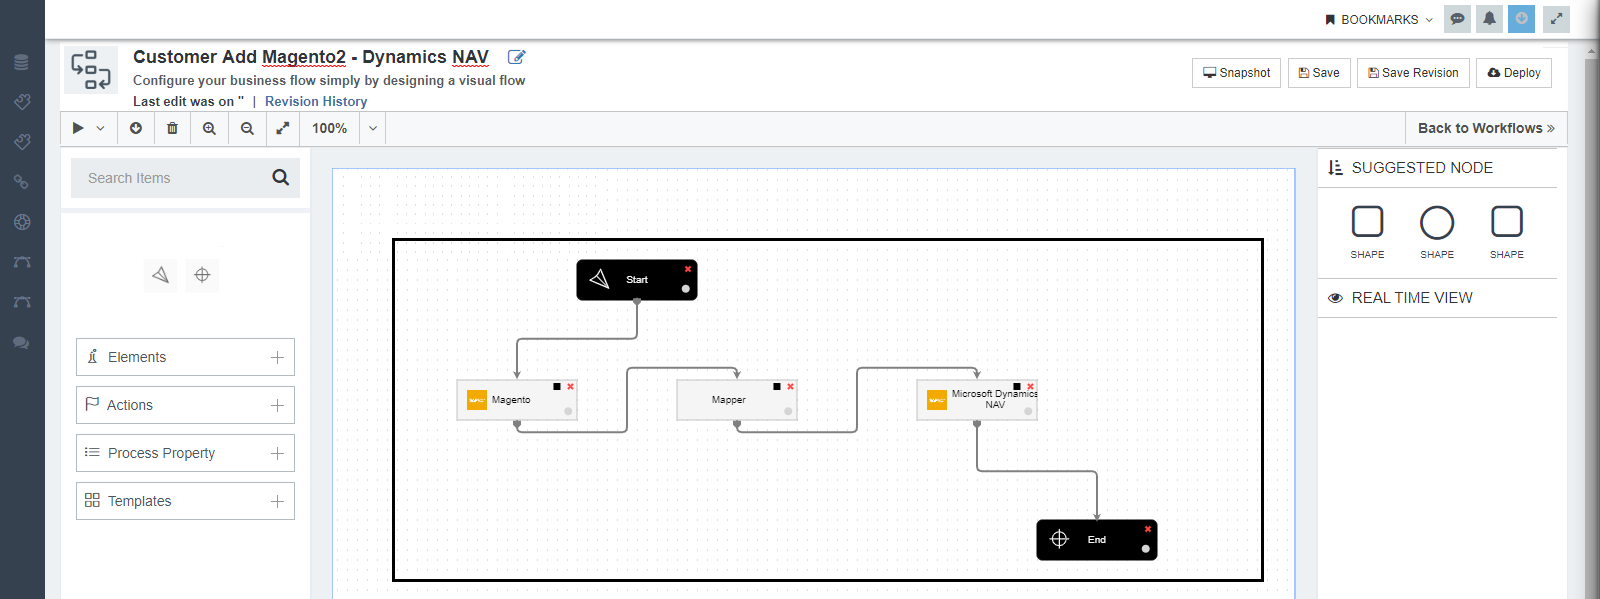 BOOKMARKS
Customer Add Magento2 - Dynamics NAV
Configure your business flow simply by designing a visual flow
Last edit was on '' | Revision History
Snapshot
Save
Save Revision
Deploy
100%
Back to Workflows »
Search Items
Elements
Actions
Process Property
Templates
Start
Magento
Mapper
Microsoft Dynamics
NAV
End
SUGGESTED NODE
SHAPE SHAPE SHAPE
REAL TIME VIEW